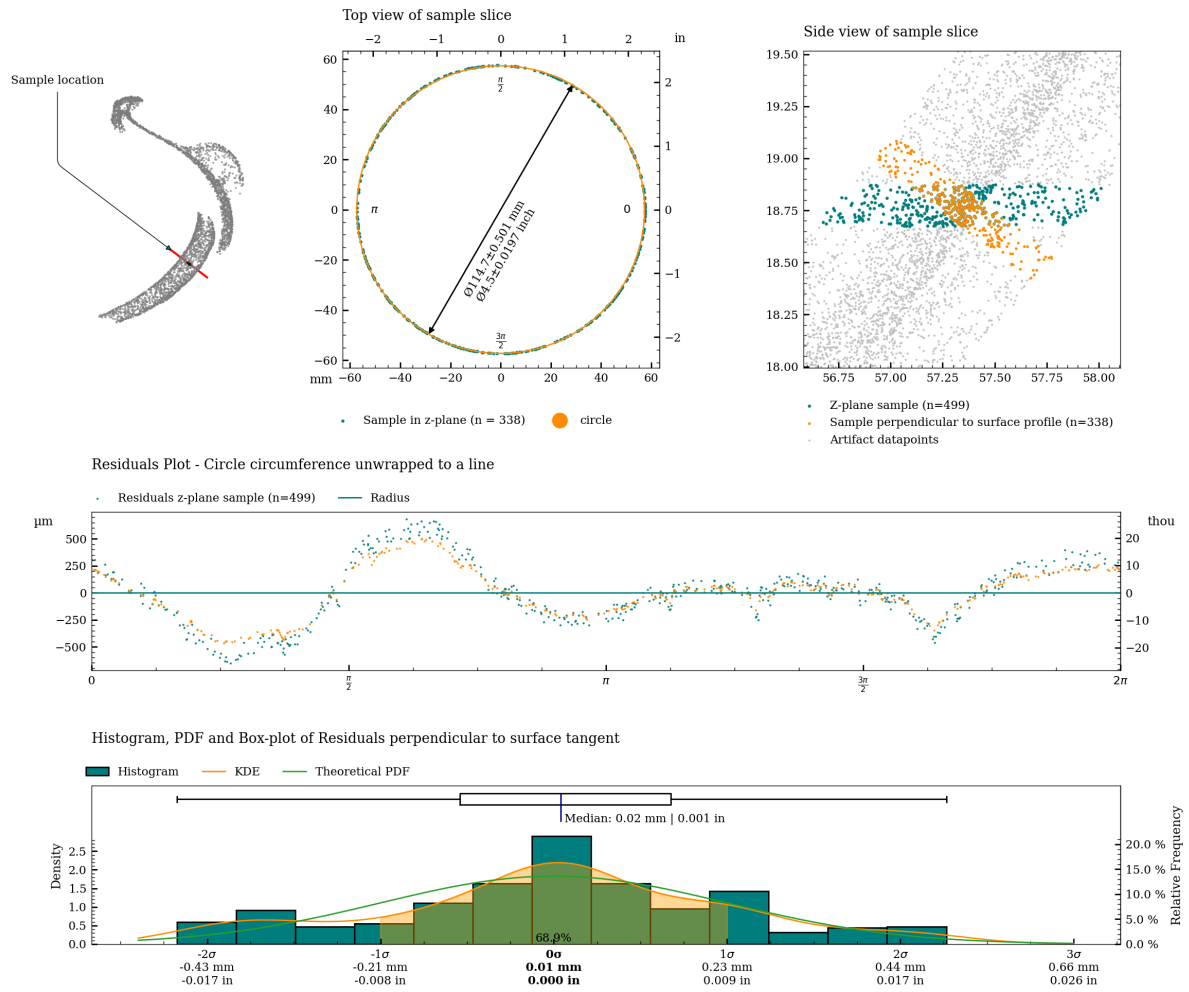 Top view of sample slice
Side view of sample slice
−2 −1 0 1 2 in
Sample location
60
40
20
0
−20
−40
−60
2
1
0
−1
−2
π/2
π
0
3π/2
Ø114.7±0.501 mm
Ø4.5±0.0197 inch
mm −60 −40 −20 0 20 40 60
Sample in z-plane (n = 338) circle
19.50
19.25
19.00
18.75
18.50
18.25
18.00
56.75 57.00 57.25 57.50 57.75 58.00
Z-plane sample (n=499)
Sample perpendicular to surface profile (n=338)
Artifact datapoints
Residuals Plot - Circle circumference unwrapped to a line
Residuals z-plane sample (n=499) Radius
µm
thou
500
250
0
−250
−500
20
10
0
−10
−20
0 π/2 π 3π/2 2π
Histogram, PDF and Box-plot of Residuals perpendicular to surface tangent
Histogram KDE Theoretical PDF
Median: 0.02 mm | 0.001 in
Density
2.5
2.0
1.5
1.0
0.5
0.0
Relative Frequency
20.0 %
15.0 %
10.0 %
5.0 %
0.0 %
68.9%
-2σ -1σ 0σ 1σ 2σ 3σ
-0.43 mm -0.21 mm 0.01 mm 0.23 mm 0.44 mm 0.66 mm
-0.017 in -0.008 in 0.000 in 0.009 in 0.017 in 0.026 in